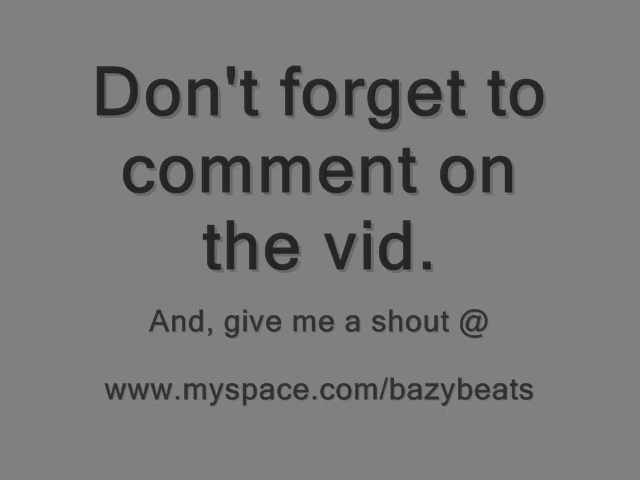 Don't forget to
comment on
the vid.
And, give me a shout @
www.myspace.com/bazybeats